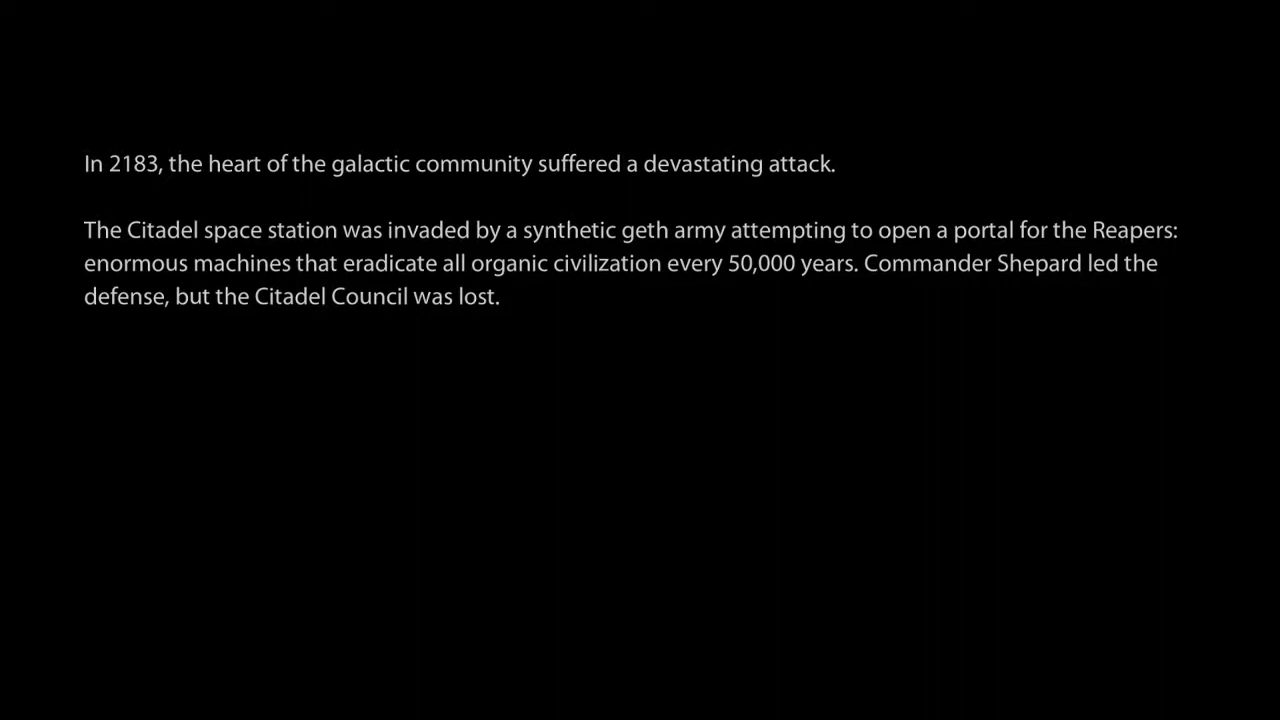 In 2183, the heart of the galactic community suffered a devastating attack.
The Citadel space station was invaded by a synthetic geth army attempting to open a portal for the Reapers:
enormous machines that eradicate all organic civilization every 50,000 years. Commander Shepard led the
defense, but the Citadel Council was lost.